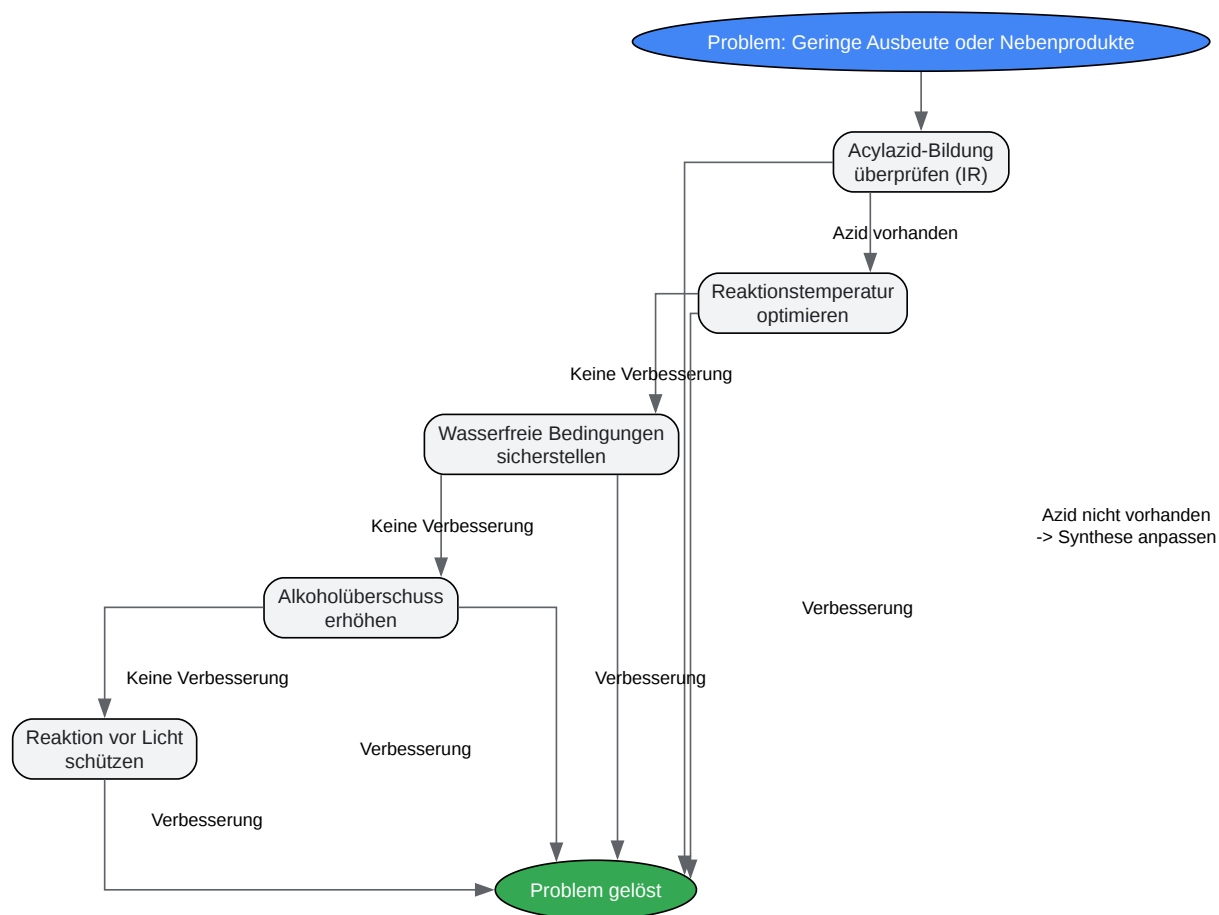 Problem: Geringe Ausbeute oder Nebenprodukte
Acylazid-Bildung
überprüfen (IR)
Azid vorhanden
Reaktionstemperatur
optimieren
Keine Verbesserung
Wasserfreie Bedingungen
sicherstellen
Azid nicht vorhanden
-> Synthese anpassen
Keine Verbesserung
Alkoholüberschuss
erhöhen
Verbesserung
Keine Verbesserung
Verbesserung
Reaktion vor Licht
schützen
Verbesserung
Verbesserung
Problem gelöst